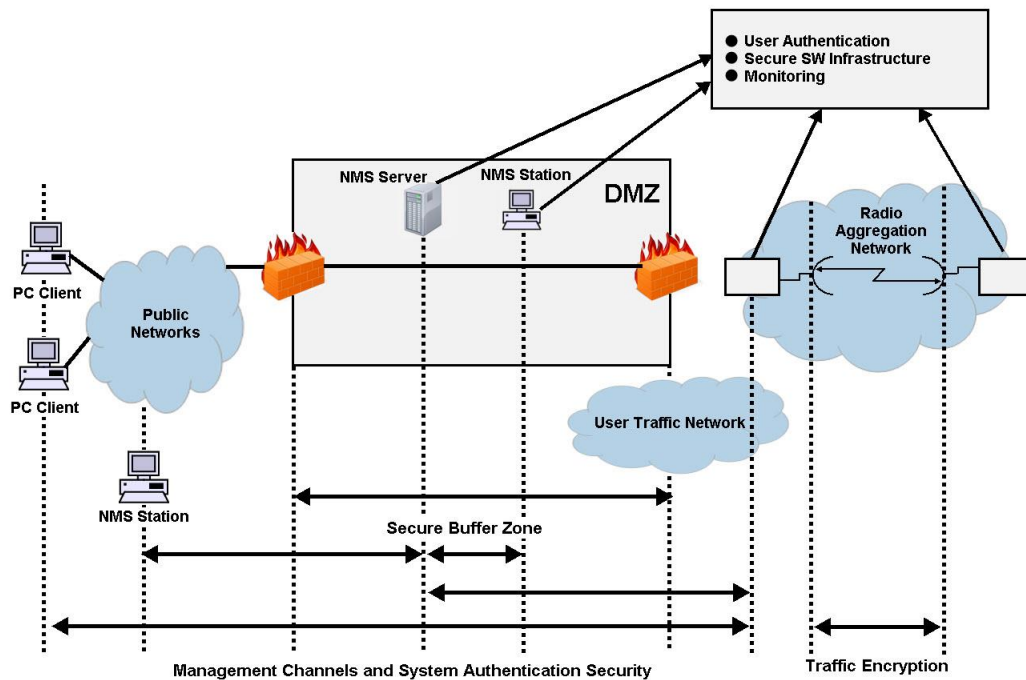 ● User Authentication
● Secure SW Infrastructure
● Monitoring
NMS Server
NMS Station
DMZ
Radio
Aggregation
Network
PC Client
Public
Networks
PC Client
User Traffic Network
NMS Station
Secure Buffer Zone
Management Channels and System Authentication Security
Traffic Encryption